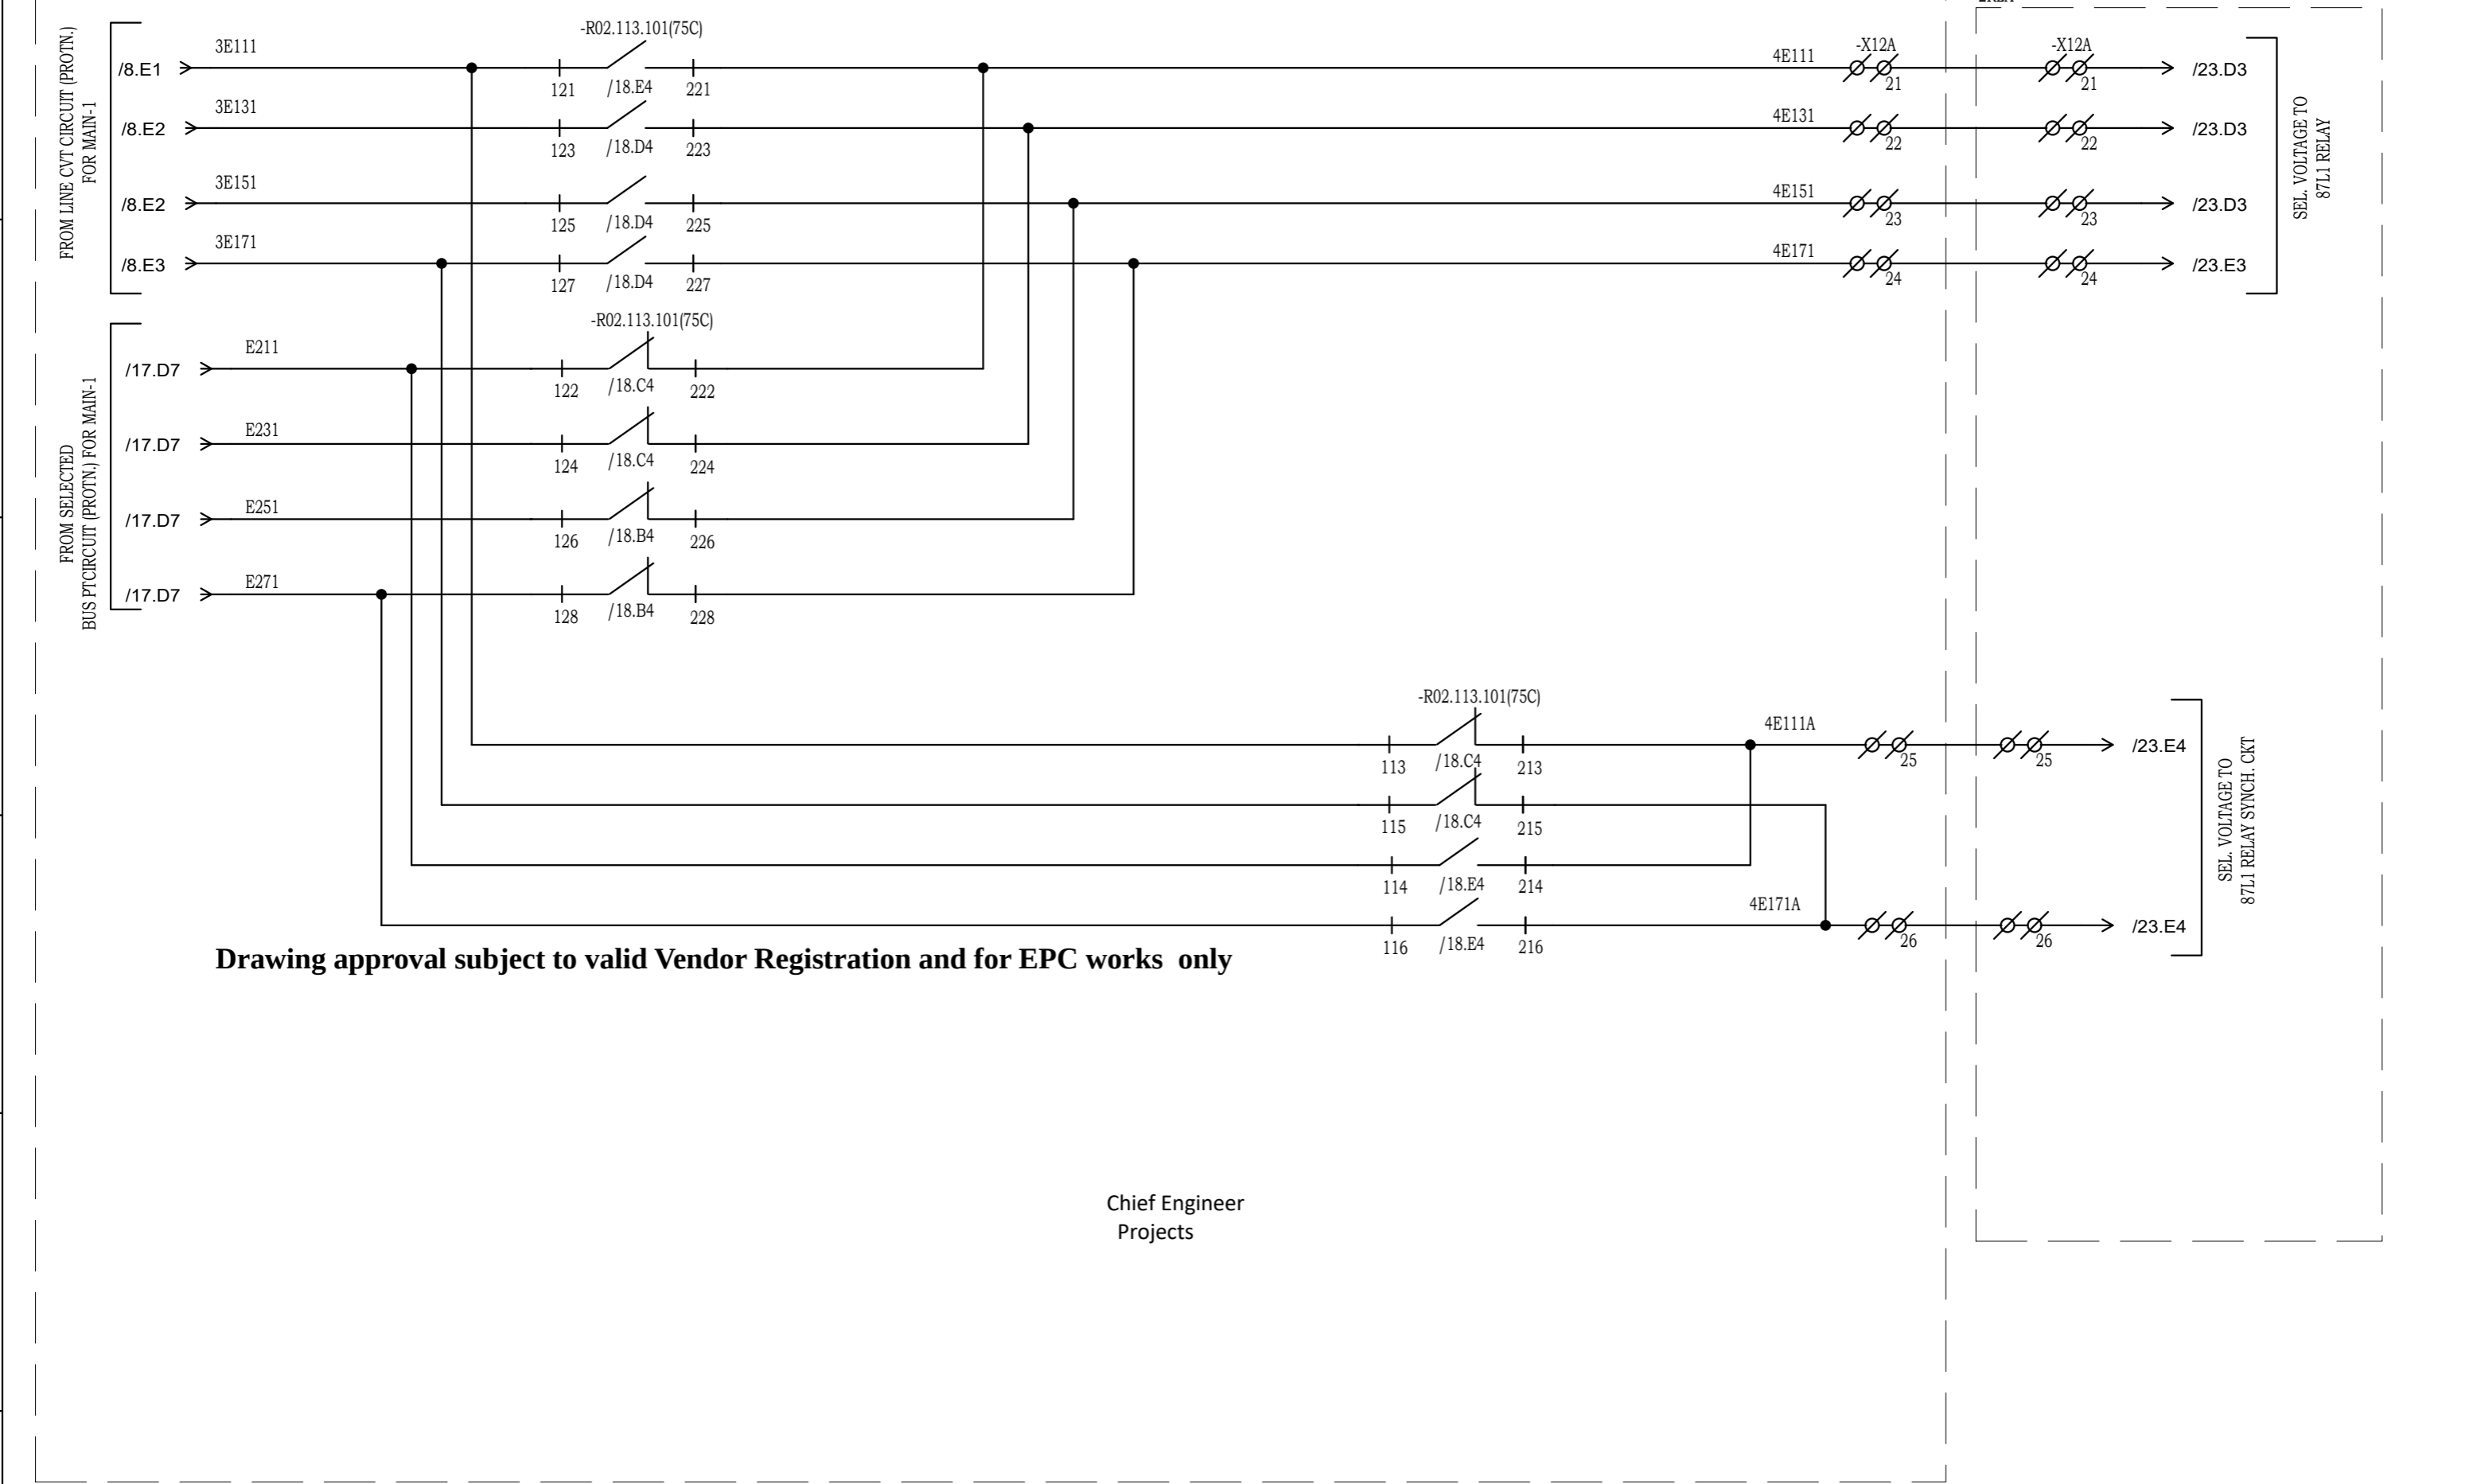 -R02.113.101(75C)
3E111
/8.E1
121
/18.E4
221
4E111
-X12A
21
-X12A
21
/23.D3
3E131
/8.E2
123
/18.D4
223
4E131
22
22
/23.D3
3E151
/8.E2
125
/18.D4
225
4E151
23
23
/23.D3
3E171
/8.E3
127
/18.D4
227
4E171
24
24
/23.E3
FROM LINE CVT CIRCUIT (PROTN.)
FOR MAIN-1
SEL. VOLTAGE TO
87L1 RELAY
-R02.113.101(75C)
E211
/17.D7
122
/18.C4
222
E231
/17.D7
124
/18.C4
224
E251
/17.D7
126
/18.B4
226
E271
/17.D7
128
/18.B4
228
FROM SELECTED
BUS PTCIRCUIT (PROTN.) FOR MAIN-1
-R02.113.101(75C)
113
/18.C4
213
4E111A
25
25
/23.E4
115
/18.C4
215
114
/18.E4
214
116
/18.E4
216
4E171A
26
26
/23.E4
SEL. VOLTAGE TO
87L1 RELAY SYNCH. CKT
Drawing approval subject to valid Vendor Registration and for EPC works only
Chief Engineer
Projects